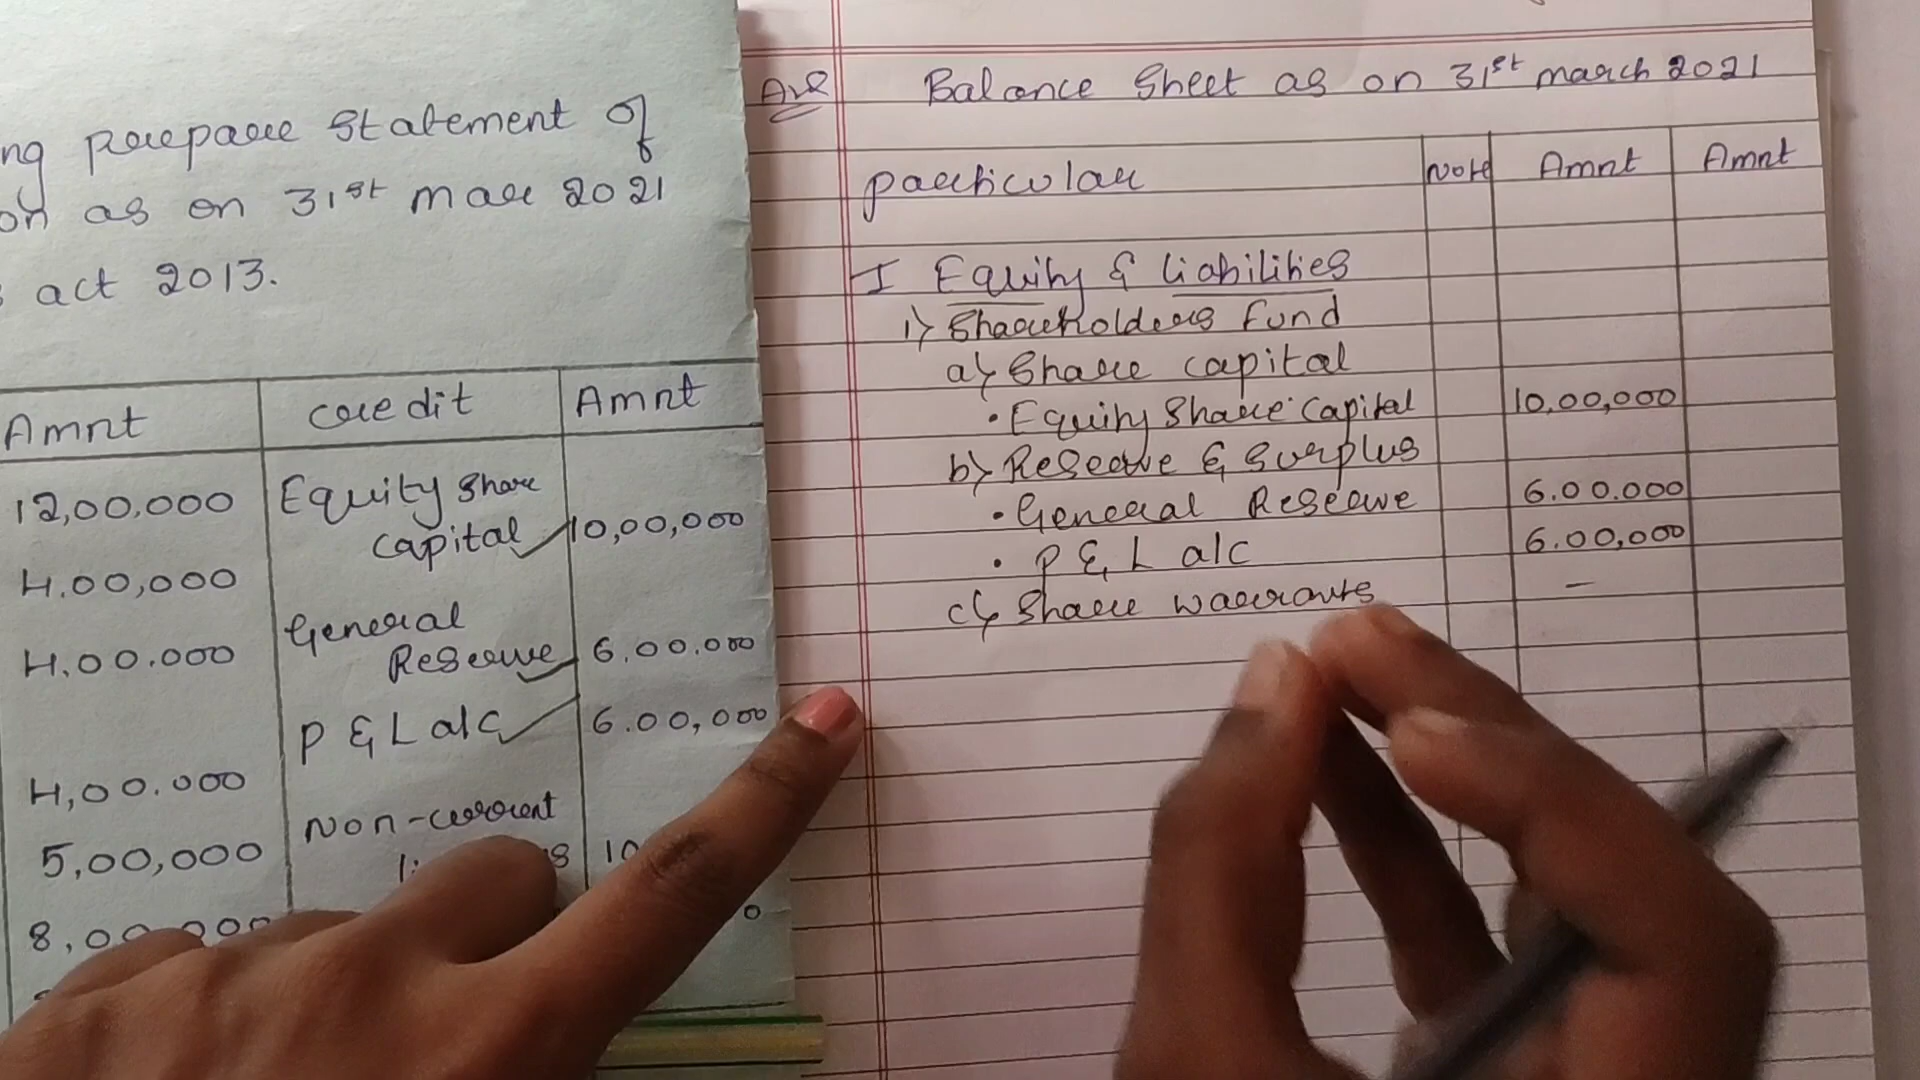 ng prepare statement of
on as on 31st mar 2021
act 2013.
Amnt credit Amnt
12,00,000 Equity Share
capital 10,00,000
4.00,000
General
4.00.000 Reserve 6.00.000
P & L a/c 6.00,000
4,00.000
Non-current
5,00,000 10
8,00,000 0
Ans Balance Sheet as on 31st march 2021
particular Note Amnt Amnt
I Equity & liabilities
1) Shareholders fund
a) Share capital
• Equity Share capital 10,00,000
b) Reserve & Surplus
• General Reserve 6.00.000
• P & L a/c 6.00,000
c) Share warrants –